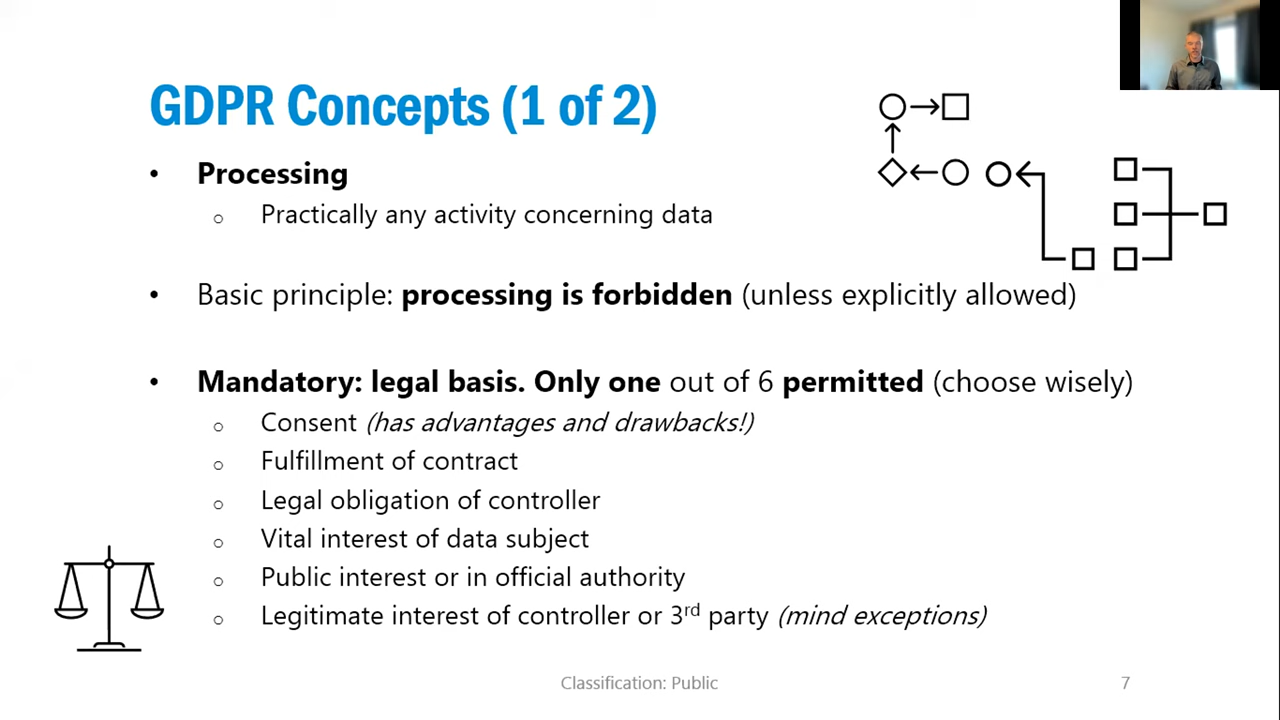 GDPR Concepts (1 of 2)
• Processing
○ Practically any activity concerning data
• Basic principle: processing is forbidden (unless explicitly allowed)
• Mandatory: legal basis. Only one out of 6 permitted (choose wisely)
○ Consent (has advantages and drawbacks!)
○ Fulfillment of contract
○ Legal obligation of controller
○ Vital interest of data subject
○ Public interest or in official authority
○ Legitimate interest of controller or 3rd party (mind exceptions)
Classification: Public
7